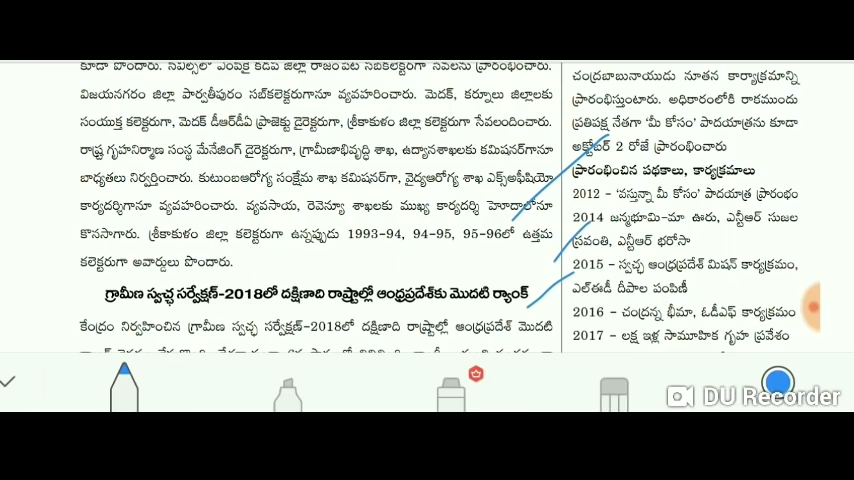 కూడా పొందారు. సివిల్స్‌లో ఎంపికై కడప జిల్లా రాజంపేట సబ్‌కలెక్టర్‌గా సేవలను ప్రారంభించారు.
విజయనగరం జిల్లా పార్వతీపురం సబ్‌కలెక్టరుగానూ వ్యవహరించారు. మెదక్, కర్నూలు జిల్లాలకు
సంయుక్త కలెక్టరుగా, మెదక్ డీఆర్‌డీఏ ప్రాజెక్టు డైరెక్టరుగా, శ్రీకాకుళం జిల్లా కలెక్టరుగా సేవలందించారు.
రాష్ట్ర గృహనిర్మాణ సంస్థ మేనేజింగ్ డైరెక్టరుగా, గ్రామీణాభివృద్ధి శాఖ, ఉద్యానశాఖలకు కమిషనర్‌గానూ
బాధ్యతలు నిర్వర్తించారు. కుటుంబఆరోగ్య సంక్షేమ శాఖ కమిషనర్‌గా, వైద్యఆరోగ్య శాఖ ఎక్స్అఫీషియో
కార్యదర్శిగానూ వ్యవహరించారు. వ్యవసాయ, రెవెన్యూ శాఖలకు ముఖ్య కార్యదర్శి హోదాలోనూ
కొనసాగారు. శ్రీకాకుళం జిల్లా కలెక్టరుగా ఉన్నప్పుడు 1993-94, 94-95, 95-96లో ఉత్తమ
కలెక్టరుగా అవార్డులు పొందారు.
గ్రామీణ స్వచ్ఛ సర్వేక్షణ్-2018లో దక్షిణాది రాష్ట్రాల్లో ఆంధ్రప్రదేశ్‌కు మొదటి ర్యాంక్
కేంద్రం నిర్వహించిన గ్రామీణ స్వచ్ఛ సర్వేక్షణ్-2018లో దక్షిణాది రాష్ట్రాల్లో ఆంధ్రప్రదేశ్ మొదటి
చంద్రబాబునాయుడు నూతన కార్యాక్రమాన్ని
ప్రారంభిస్తుంటారు. అధికారంలోకి రాకముందు
ప్రతిపక్ష నేతగా 'మీ కోసం' పాదయాత్రను కూడా
అక్టోబర్ 2 రోజే ప్రారంభించారు
ప్రారంభించిన పథకాలు, కార్యక్రమాలు
2012 - 'వస్తున్నా మీ కోసం' పాదయాత్ర ప్రారంభం
2014 జన్మభూమి-మా ఊరు, ఎన్టీఆర్ సుజల
స్రవంతి, ఎన్టీఆర్ భరోసా
2015 - స్వచ్ఛ ఆంధ్రప్రదేశ్ మిషన్ కార్యక్రమం,
ఎల్ఈడీ దీపాల పంపిణీ
2016 - చంద్రన్న భీమా, ఓడీఎఫ్ కార్యక్రమం
2017 - లక్ష ఇళ్ల సామూహిక గృహ ప్రవేశం
DU Recorder